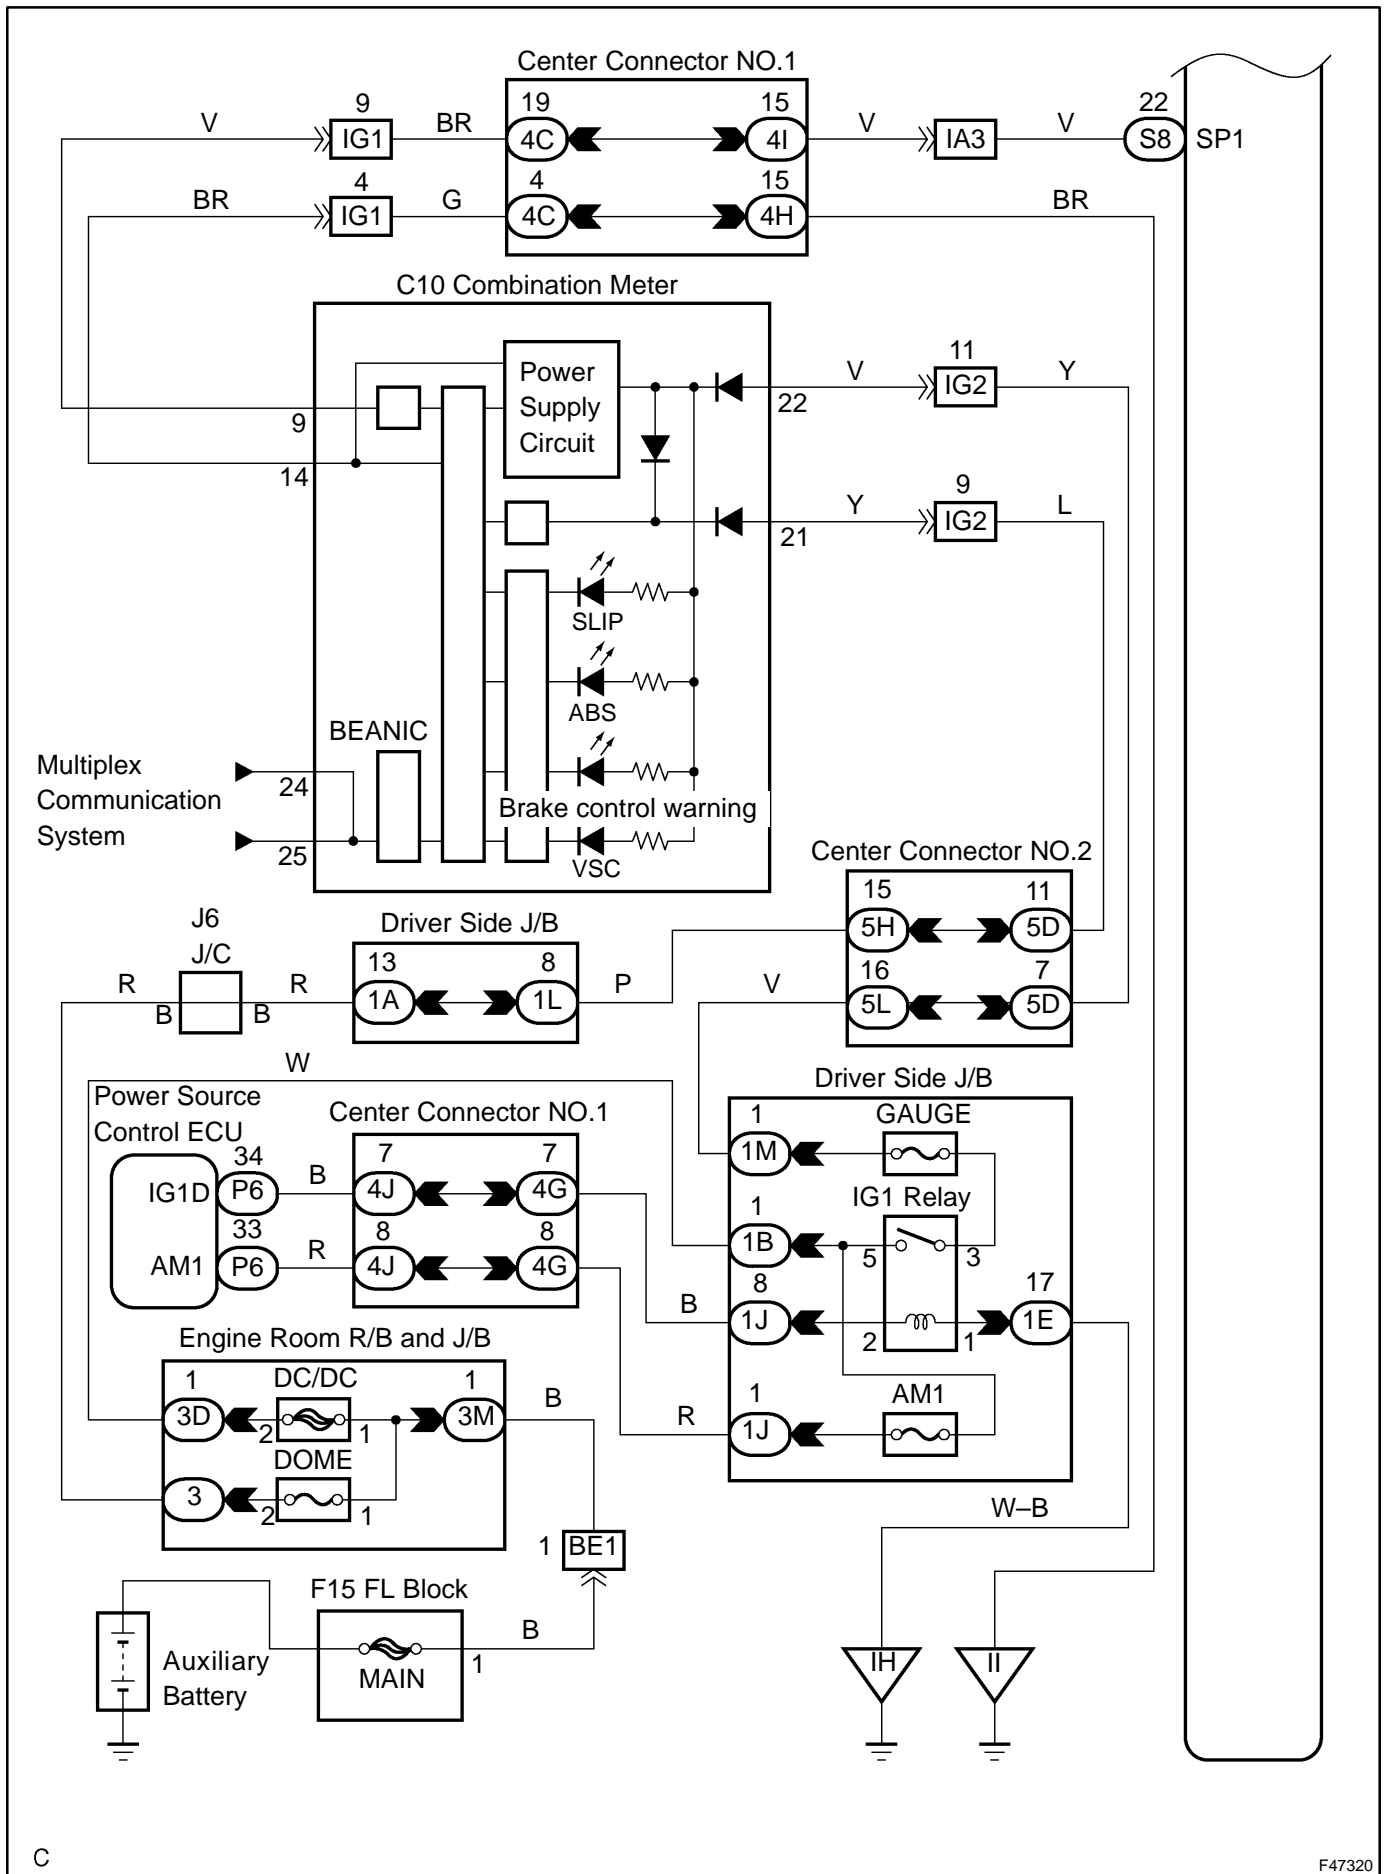 Center Connector NO.1
9
19
15
22
V
IG1
BR
4C
4I
V
IA3
V
S8
SP1
4
4
15
BR
IG1
G
4C
4H
BR
C10 Combination Meter
Power
Supply
Circuit
11
V
IG2
Y
22
9
14
9
Y
IG2
L
21
SLIP
ABS
BEANIC
Multiplex
Communication
System
24
25
Brake control warning
VSC
Center Connector NO.2
15
11
5H
5D
16
7
V
5L
5D
J6
J/C
Driver Side J/B
13
8
R
R
1A
1L
P
B
B
W
Power Source
Control ECU
Center Connector NO.1
34
7
7
IG1D
P6
B
4J
4G
33
8
8
AM1
P6
R
4J
4G
Driver Side J/B
1
GAUGE
1M
1
IG1 Relay
1B
5
3
8
17
B
1J
1E
2
1
1
AM1
R
1J
W–B
Engine Room R/B and J/B
1
DC/DC
1
B
3D
3M
2
1
DOME
3
2
1
1
BE1
F15 FL Block
B
1
MAIN
Auxiliary
Battery
IH
II
C
F47320